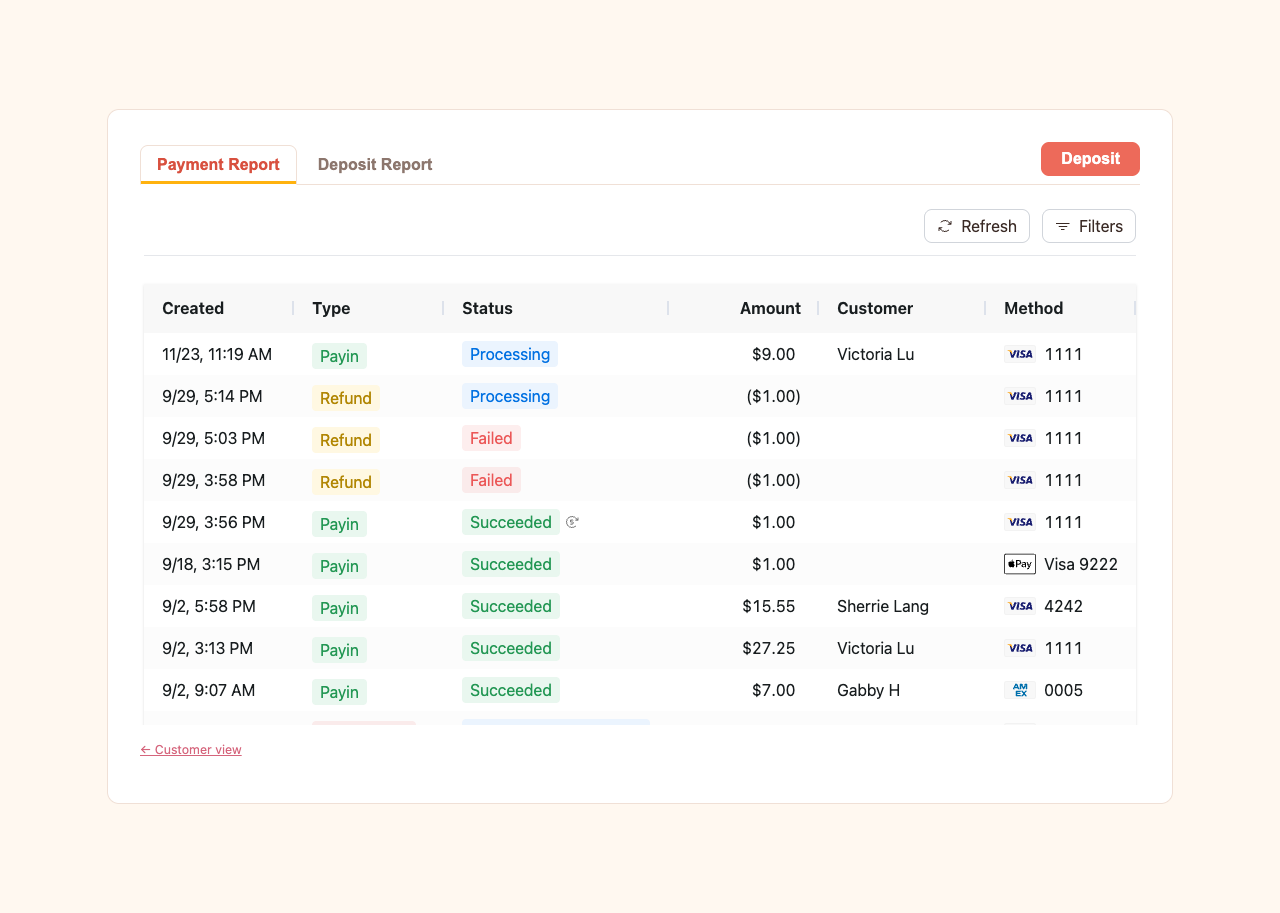 Payment Report Deposit Report Deposit
Refresh Filters
Created Type Status Amount Customer Method
11/23, 11:19 AM Payin Processing $9.00 Victoria Lu VISA 1111
9/29, 5:14 PM Refund Processing ($1.00) VISA 1111
9/29, 5:03 PM Refund Failed ($1.00) VISA 1111
9/29, 3:58 PM Refund Failed ($1.00) VISA 1111
9/29, 3:56 PM Payin Succeeded $1.00 VISA 1111
9/18, 3:15 PM Payin Succeeded $1.00 Pay Visa 9222
9/2, 5:58 PM Payin Succeeded $15.55 Sherrie Lang VISA 4242
9/2, 3:13 PM Payin Succeeded $27.25 Victoria Lu VISA 1111
9/2, 9:07 AM Payin Succeeded $7.00 Gabby H AM EX 0005
← Customer view